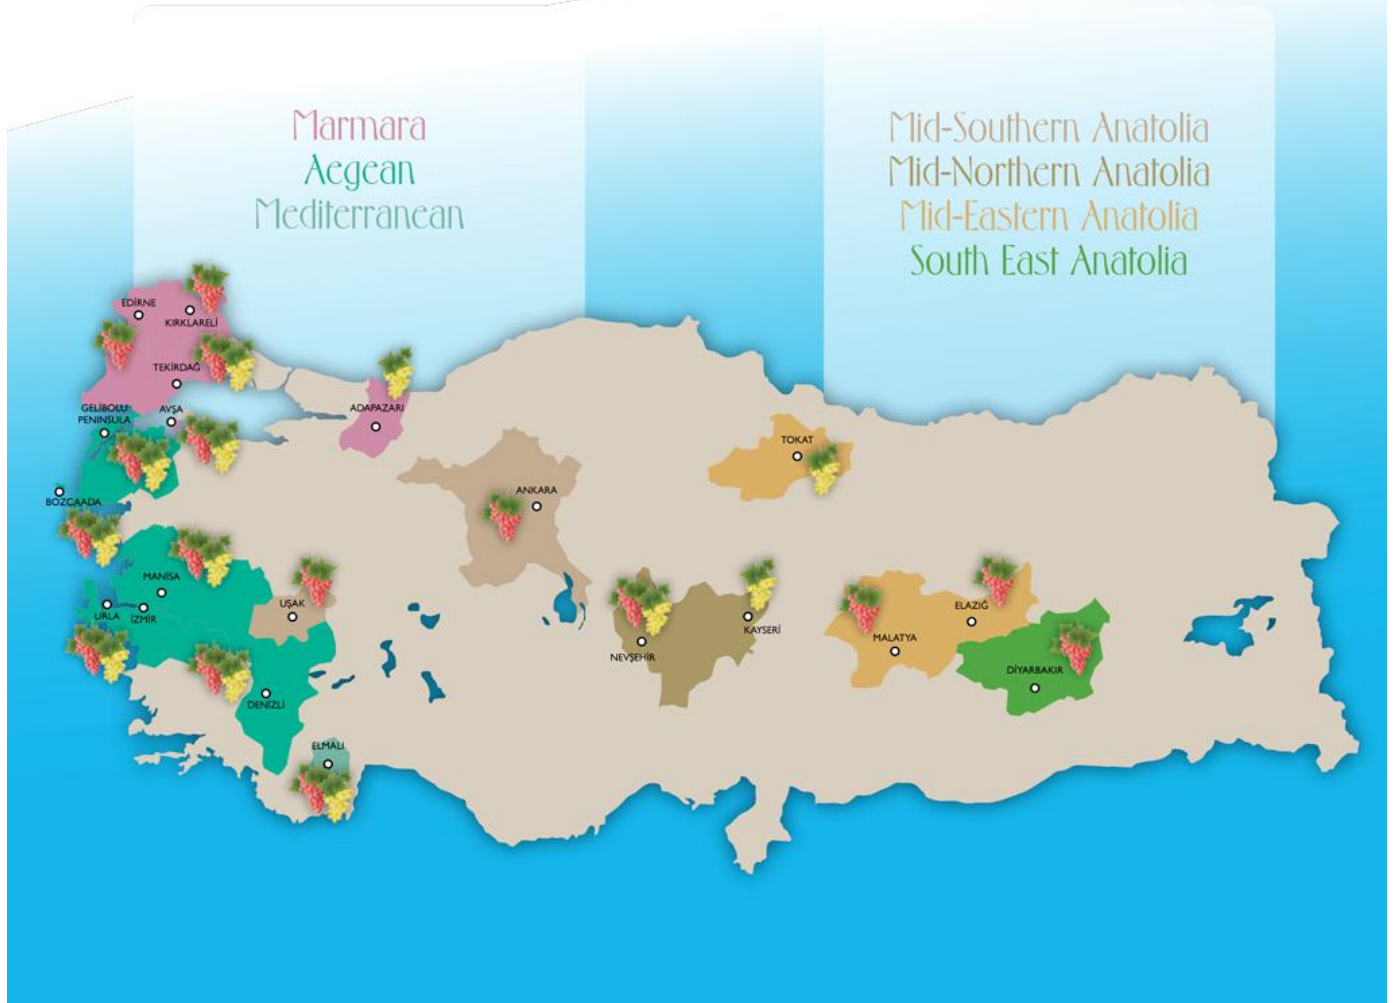 Marmara
Aegean
Mediterranean
Mid-Southern Anatolia
Mid-Northern Anatolia
Mid-Eastern Anatolia
South East Anatolia
EDİRNE
KIRKLARELİ
TEKİRDAĞ
GELİBOLU
PENINSULA
AVŞA
ADAPAZARI
TOKAT
BOZCAADA
ANKARA
MANİSA
UŞAK
URLA
İZMİR
ELAZIĞ
KAYSERİ
MALATYA
NEVŞEHİR
DİYARBAKIR
DENİZLİ
ELMALI